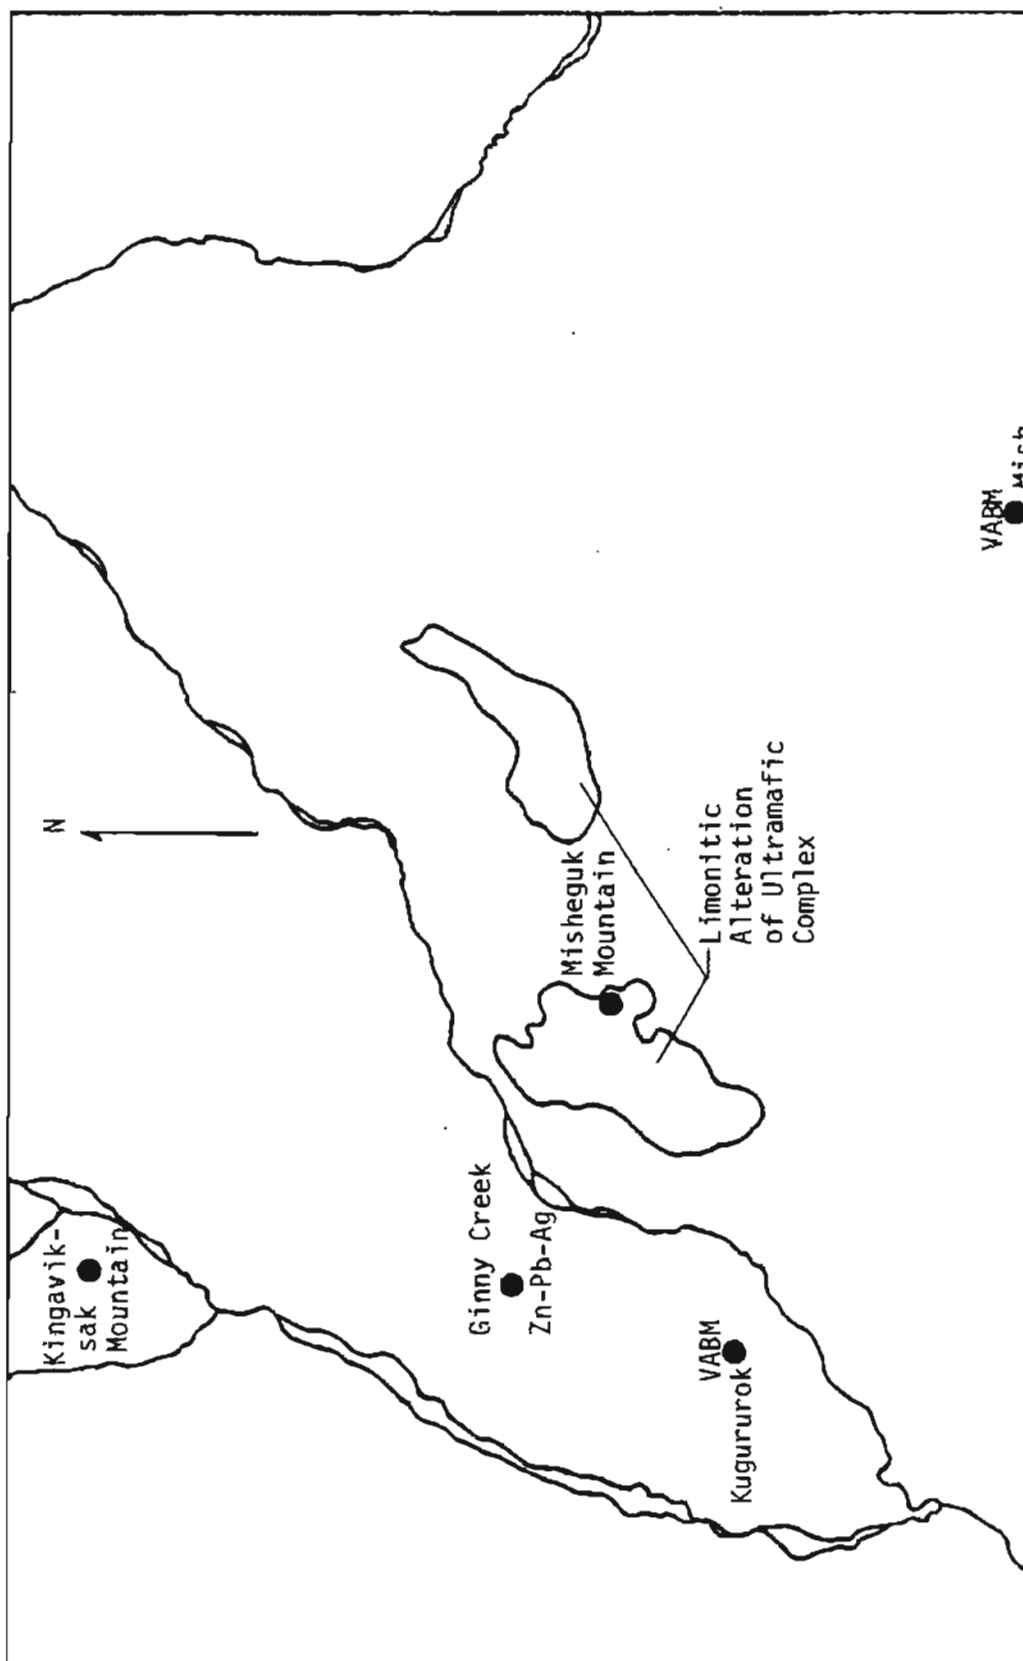 N
Kingavik-
sak
Mountain
Ginny Creek
Zn-Pb-Ag
VABM
Kugururok
Misheguk
Mountain
Limonitic
Alteration
of Ultramafic
Complex
VABM